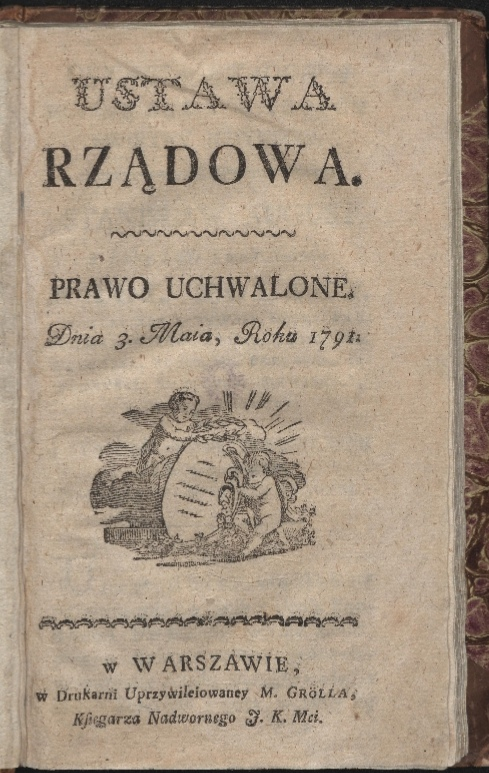 USTAWA
RZĄDOWA.
PRAWO UCHWALONE.
Dnia 3. Maia, Roku 1791.
w WARSZAWIE,
w Drukarni Uprzywileiowaney M. GRÖLLA,
Księgarza Nadwornego J. K. Mci.